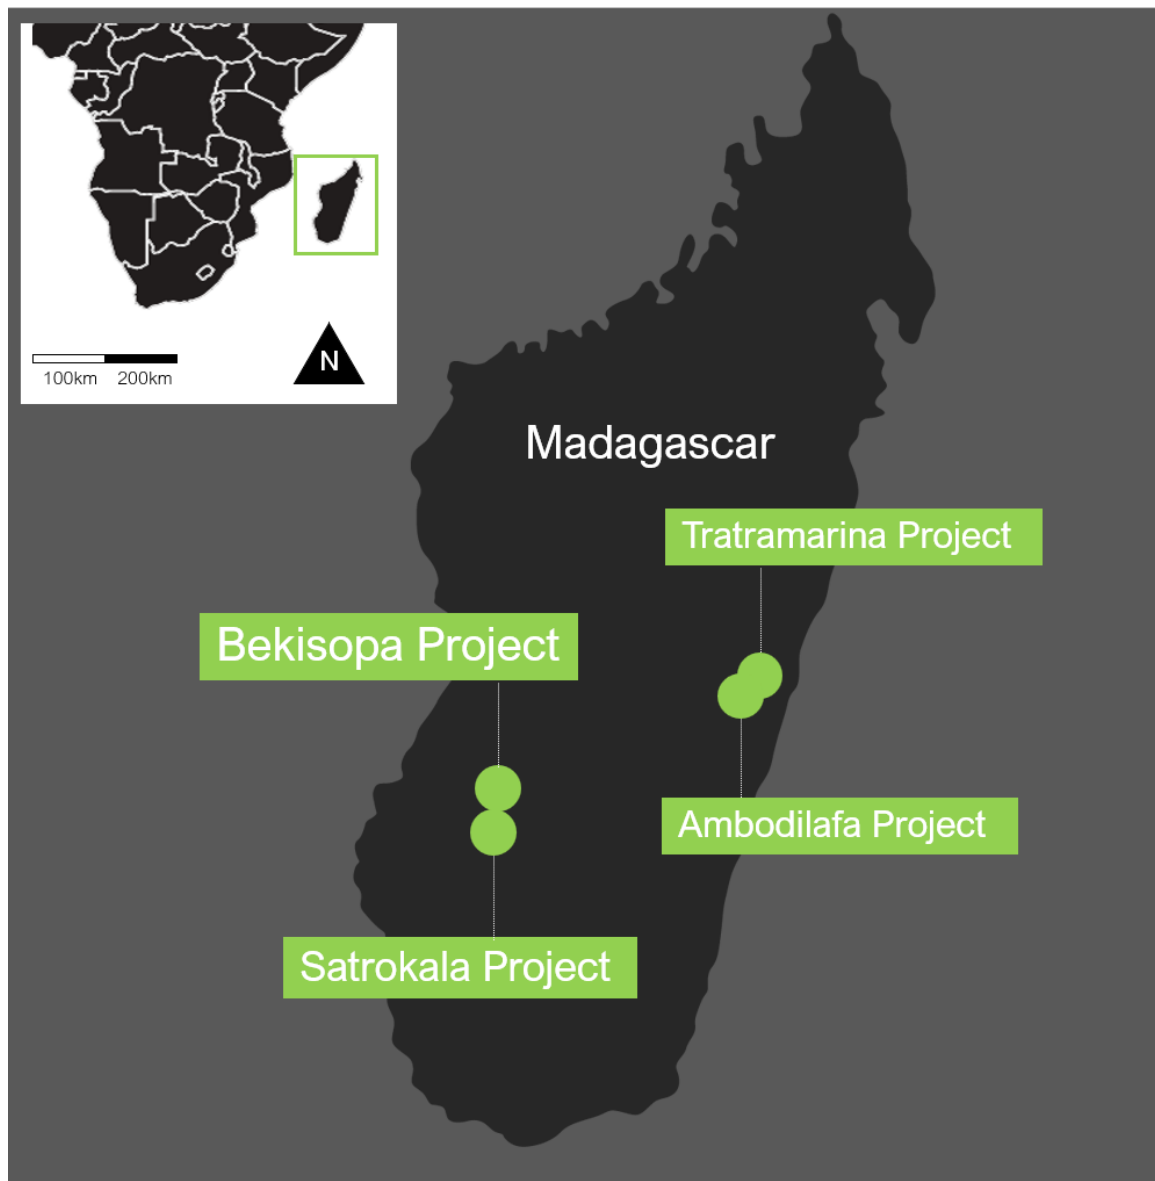 100km 200km
N
Madagascar
Tratramarina Project
Bekisopa Project
Ambodilafa Project
Satrokala Project